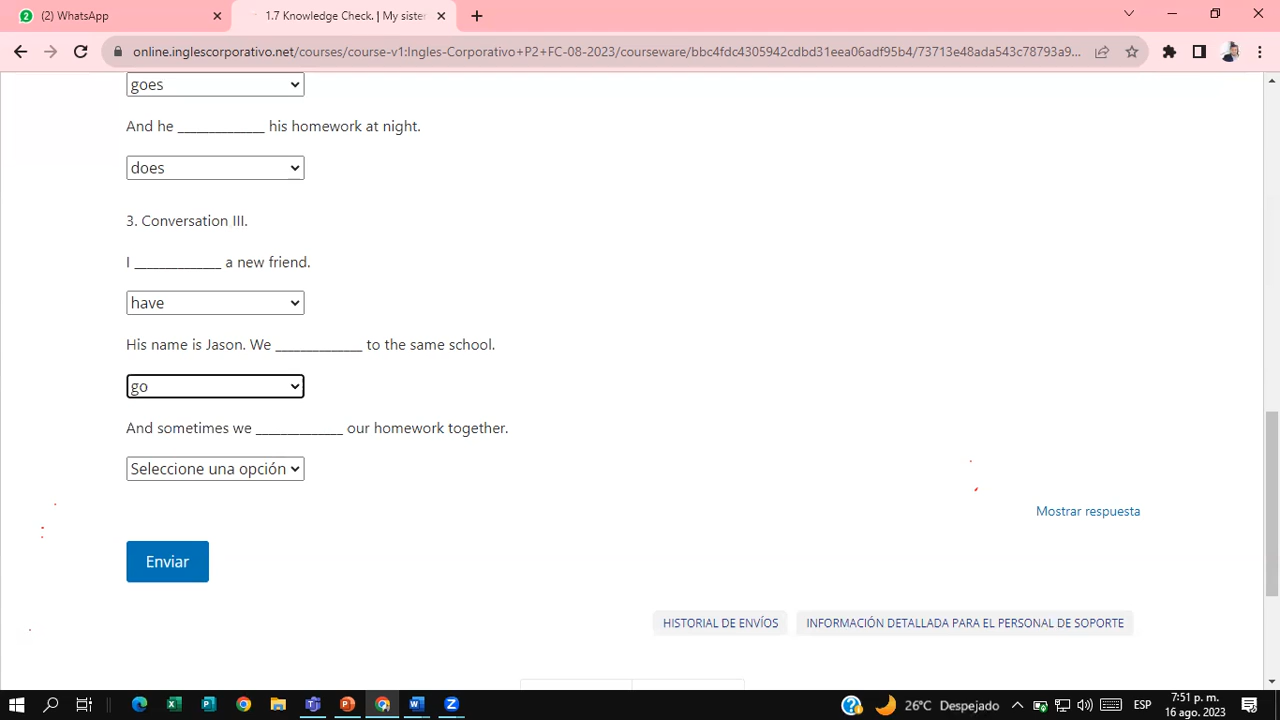 (2) WhatsApp
1.7 Knowledge Check. | My sister
online.inglescorporativo.net/courses/course-v1:Ingles-Corporativo+P2+FC-08-2023/courseware/bbc4fdc4305942cdbd31eea06adf95b4/73713e48ada543c78793a9...
goes
And he ____________ his homework at night.
does
3. Conversation III.
I ____________ a new friend.
have
His name is Jason. We ____________ to the same school.
go
And sometimes we ____________ our homework together.
Seleccione una opción
Mostrar respuesta
Enviar
HISTORIAL DE ENVÍOS
INFORMACIÓN DETALLADA PARA EL PERSONAL DE SOPORTE
26°C Despejado
ESP
7:51 p. m.
16 ago. 2023